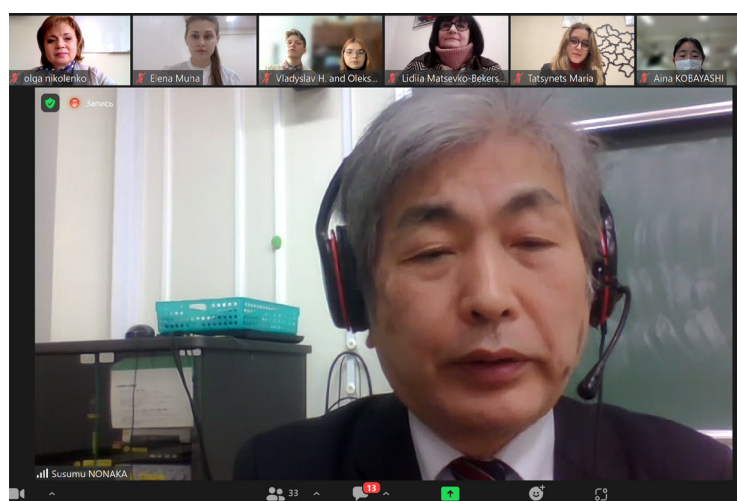 olga nikolenko
Elena Muha
Vladyslav H. and Oleks...
Lidiia Matsevko-Bekers...
Tatsynets Maria
Aina KOBAYASHI
Запись
Susumu NONAKA
33
13